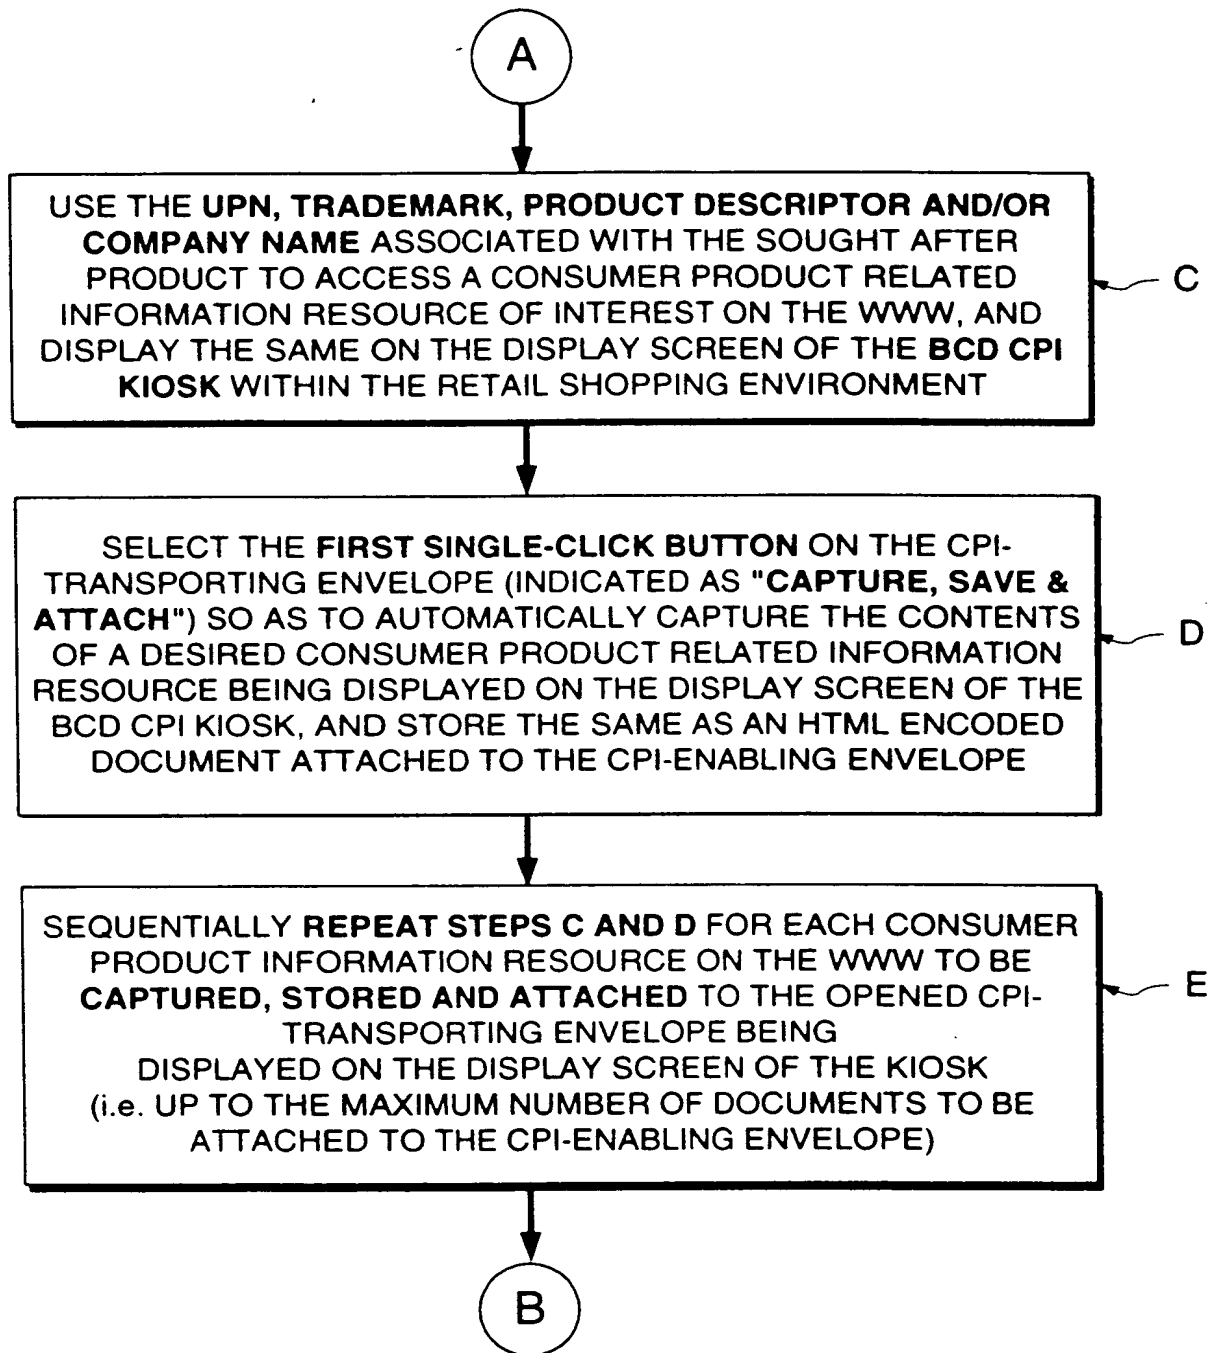 A
USE THE UPN, TRADEMARK, PRODUCT DESCRIPTOR AND/OR
COMPANY NAME ASSOCIATED WITH THE SOUGHT AFTER
PRODUCT TO ACCESS A CONSUMER PRODUCT RELATED
INFORMATION RESOURCE OF INTEREST ON THE WWW, AND
DISPLAY THE SAME ON THE DISPLAY SCREEN OF THE BCD CPI
KIOSK WITHIN THE RETAIL SHOPPING ENVIRONMENT
C
SELECT THE FIRST SINGLE-CLICK BUTTON ON THE CPI-
TRANSPORTING ENVELOPE (INDICATED AS "CAPTURE, SAVE &
ATTACH") SO AS TO AUTOMATICALLY CAPTURE THE CONTENTS
OF A DESIRED CONSUMER PRODUCT RELATED INFORMATION
RESOURCE BEING DISPLAYED ON THE DISPLAY SCREEN OF THE
BCD CPI KIOSK, AND STORE THE SAME AS AN HTML ENCODED
DOCUMENT ATTACHED TO THE CPI-ENABLING ENVELOPE
D
SEQUENTIALLY REPEAT STEPS C AND D FOR EACH CONSUMER
PRODUCT INFORMATION RESOURCE ON THE WWW TO BE
CAPTURED, STORED AND ATTACHED TO THE OPENED CPI-
TRANSPORTING ENVELOPE BEING
DISPLAYED ON THE DISPLAY SCREEN OF THE KIOSK
(i.e. UP TO THE MAXIMUM NUMBER OF DOCUMENTS TO BE
ATTACHED TO THE CPI-ENABLING ENVELOPE)
E
B